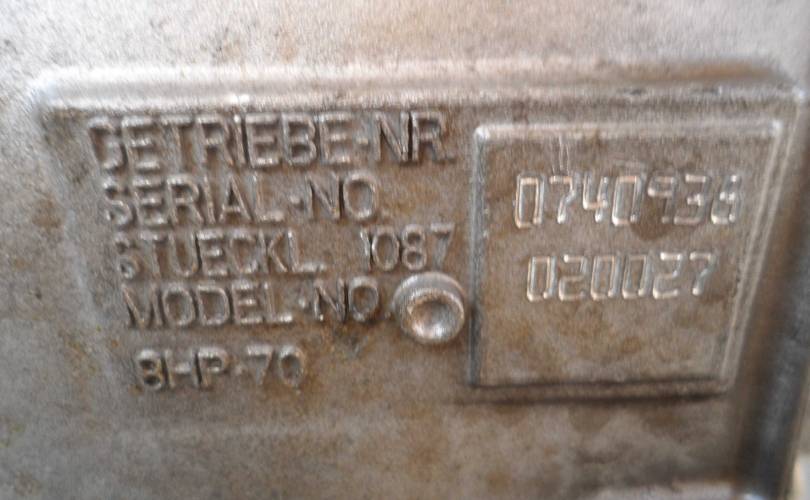 GETRIEBE-NR.
SERIAL-NO.
STUECKL. 1087
MODEL-NO.
8HP-70
0740938
020027